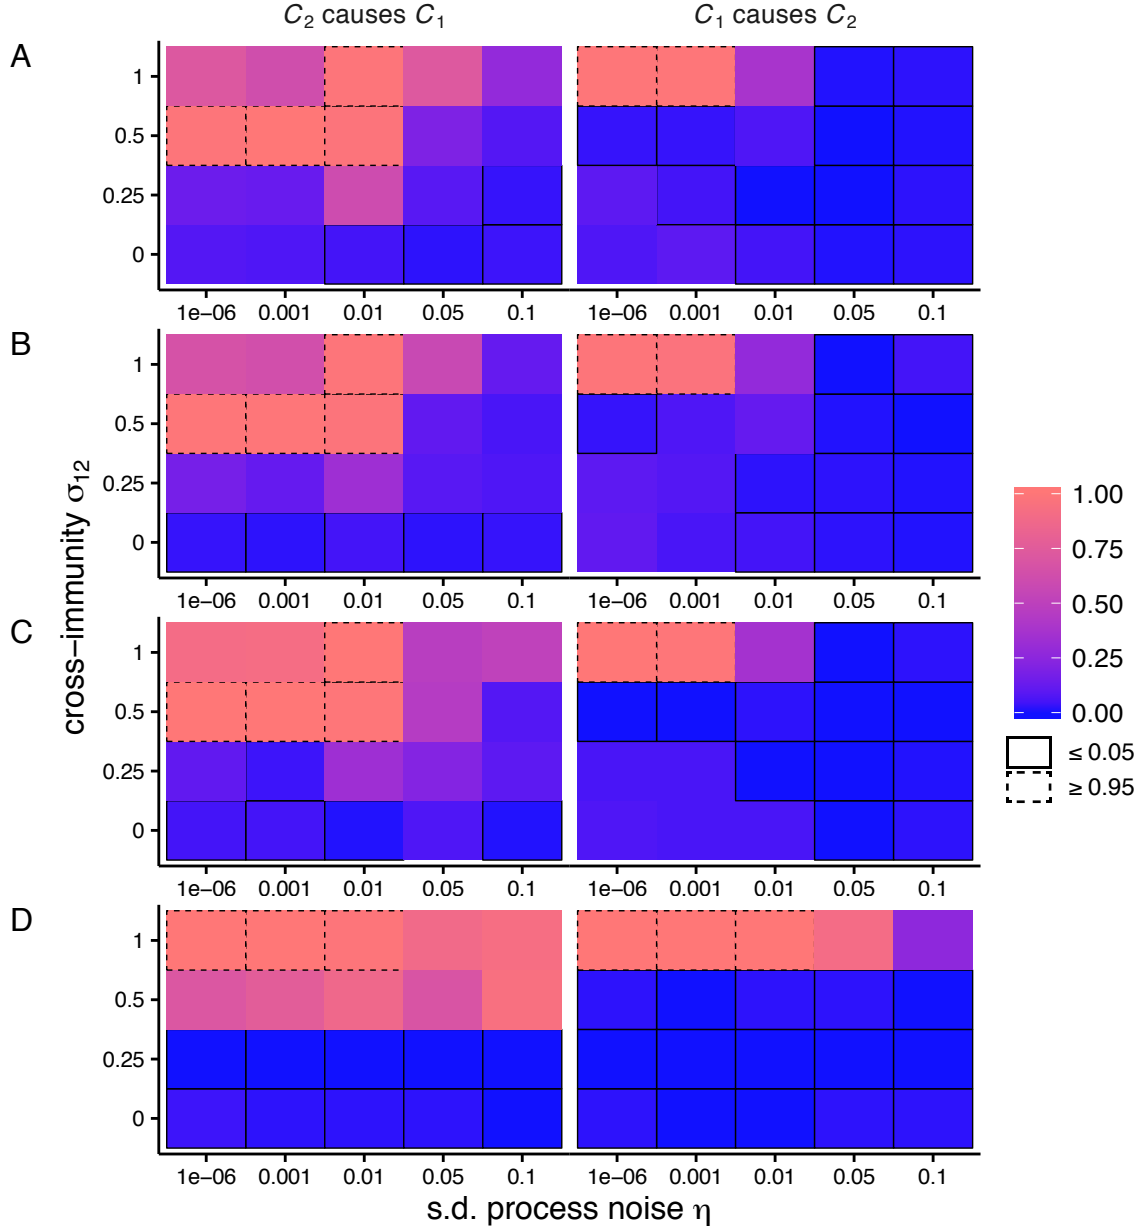 C2 causes C1
C1 causes C2
A
1
0.5
0.25
0
1e−06 0.001 0.01 0.05 0.1
1e−06 0.001 0.01 0.05 0.1
B
1
0.5
0.25
0
1e−06 0.001 0.01 0.05 0.1
1e−06 0.001 0.01 0.05 0.1
C
1
0.5
0.25
0
1e−06 0.001 0.01 0.05 0.1
1e−06 0.001 0.01 0.05 0.1
D
1
0.5
0.25
0
1e−06 0.001 0.01 0.05 0.1
1e−06 0.001 0.01 0.05 0.1
cross−immunity σ12
s.d. process noise η
1.00
0.75
0.50
0.25
0.00
≤ 0.05
≥ 0.95